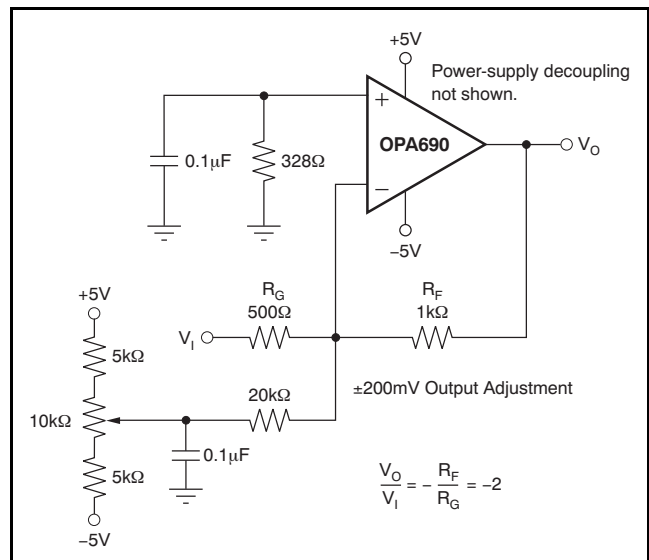 +5V
Power-supply decoupling
not shown.
+
OPA690
−
V_O
0.1μF
328Ω
−5V
R_G
500Ω
R_F
1kΩ
V_I
+5V
5kΩ
10kΩ
20kΩ
±200mV Output Adjustment
0.1μF
5kΩ
−5V
V_O/V_I = − R_F/R_G = −2